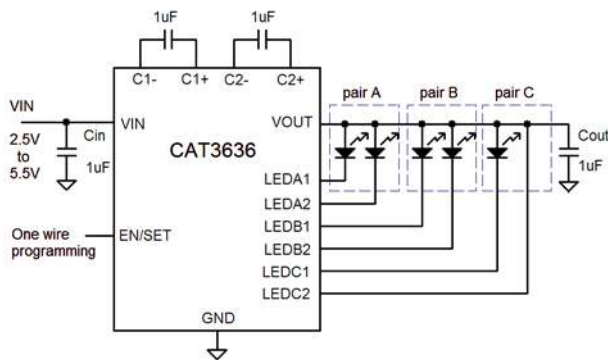 1uF
1uF
C1-
C1+
C2-
C2+
pair A
pair B
pair C
VIN
VIN
VOUT
Cin
Cout
2.5V
to
5.5V
1uF
1uF
CAT3636
LEDA1
LEDA2
One wire
programming
EN/SET
LEDB1
LEDB2
LEDC1
LEDC2
GND